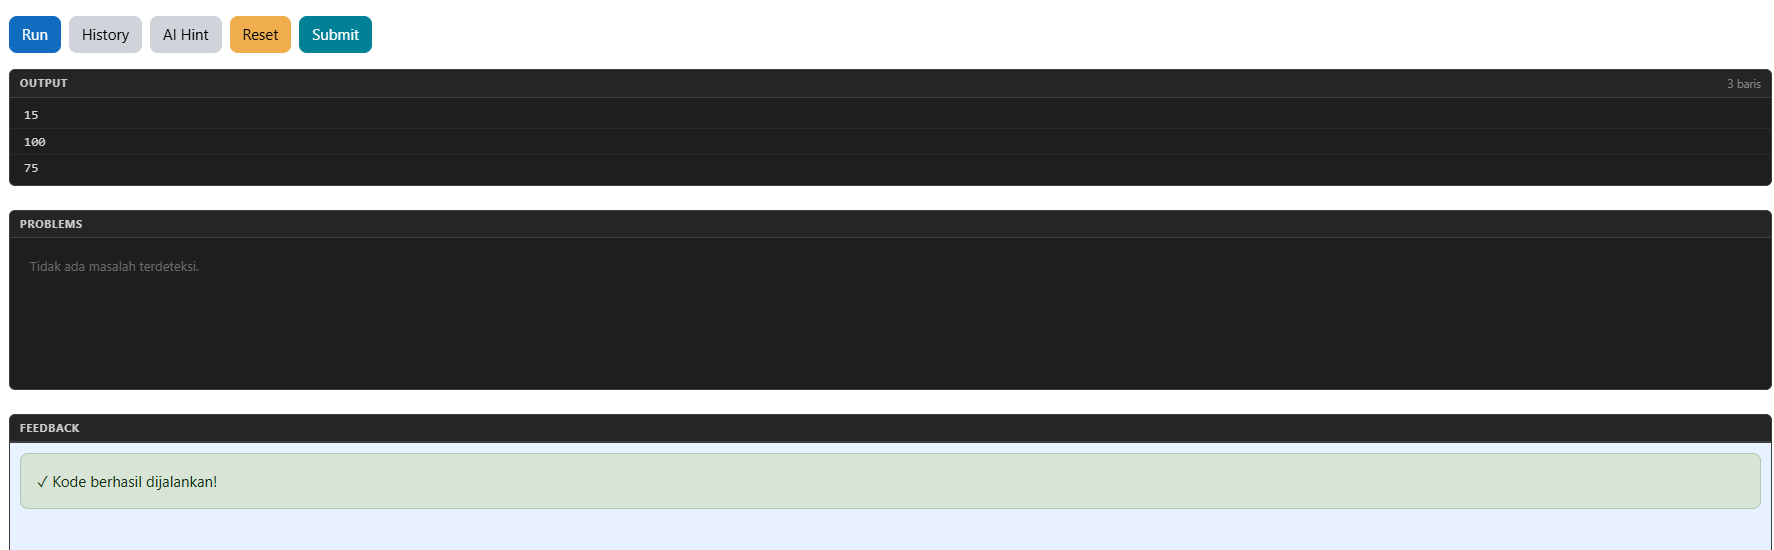 Run History AI Hint Reset Submit
OUTPUT 3 baris
15
100
75
PROBLEMS
Tidak ada masalah terdeteksi.
FEEDBACK
✓ Kode berhasil dijalankan!